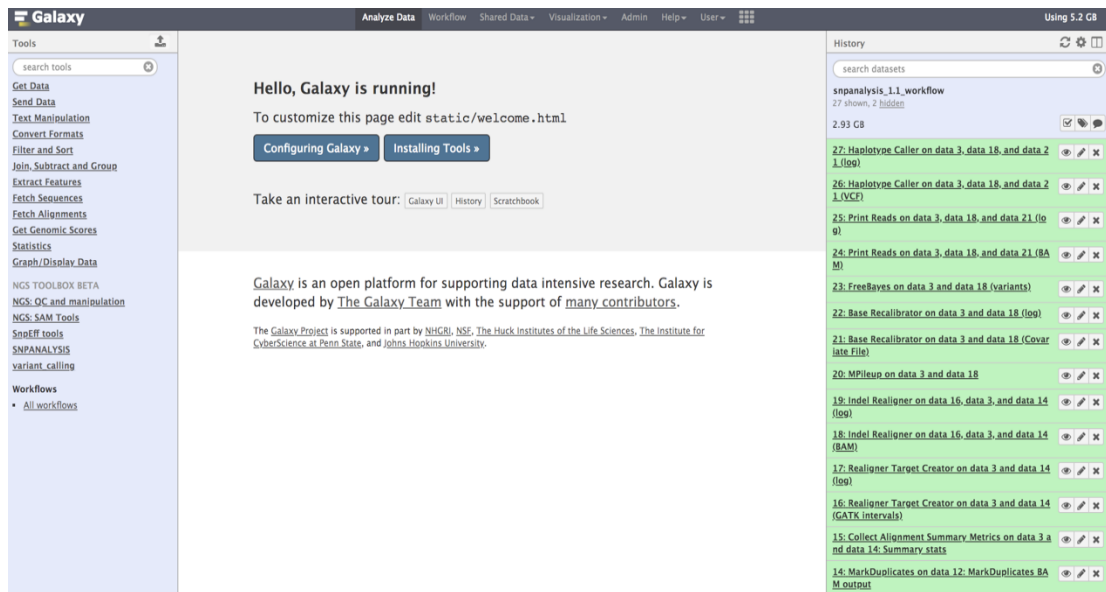 Galaxy
Analyze Data Workflow Shared Data Visualization Admin Help User
Using 5.2 GB
Tools
search tools
Get Data
Send Data
Text Manipulation
Convert Formats
Filter and Sort
Join, Subtract and Group
Extract Features
Fetch Sequences
Fetch Alignments
Get Genomic Scores
Statistics
Graph/Display Data
NGS TOOLBOX BETA
NGS: QC and manipulation
NGS: SAM Tools
SnpEff tools
SNPANALYSIS
variant_calling
Workflows
• All workflows
Hello, Galaxy is running!
To customize this page edit static/welcome.html
Configuring Galaxy » Installing Tools »
Take an interactive tour: Galaxy UI History Scratchbook
Galaxy is an open platform for supporting data intensive research. Galaxy is
developed by The Galaxy Team with the support of many contributors.
The Galaxy Project is supported in part by NHGRI, NSF, The Huck Institutes of the Life Sciences, The Institute for
CyberScience at Penn State, and Johns Hopkins University.
History
search datasets
snpanalysis_1.1_workflow
27 shown, 2 hidden
2.93 GB
27: Haplotype Caller on data 3, data 18, and data 2
1 (log)
26: Haplotype Caller on data 3, data 18, and data 2
1 (VCF)
25: Print Reads on data 3, data 18, and data 21 (lo
g)
24: Print Reads on data 3, data 18, and data 21 (BA
M)
23: FreeBayes on data 3 and data 18 (variants)
22: Base Recalibrator on data 3 and data 18 (log)
21: Base Recalibrator on data 3 and data 18 (Covar
iate File)
20: MPileup on data 3 and data 18
19: Indel Realigner on data 16, data 3, and data 14
(log)
18: Indel Realigner on data 16, data 3, and data 14
(BAM)
17: Realigner Target Creator on data 3 and data 14
(log)
16: Realigner Target Creator on data 3 and data 14
(GATK intervals)
15: Collect Alignment Summary Metrics on data 3 a
nd data 14: Summary stats
14: MarkDuplicates on data 12: MarkDuplicates BA
M output